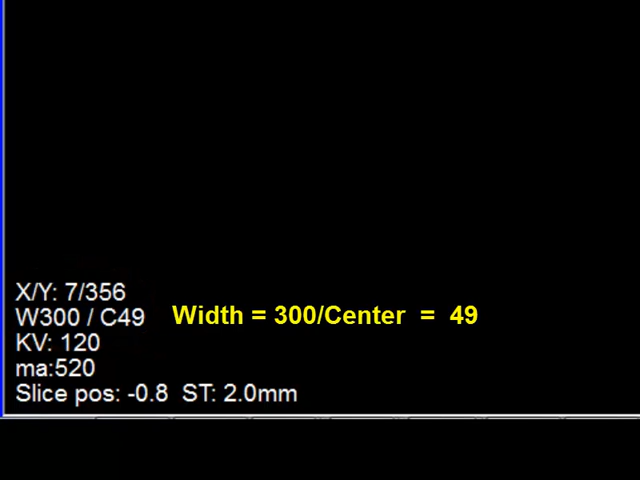 X/Y: 7/356
W300 / C49 Width = 300/Center = 49
KV: 120
ma:520
Slice pos: -0.8 ST: 2.0mm